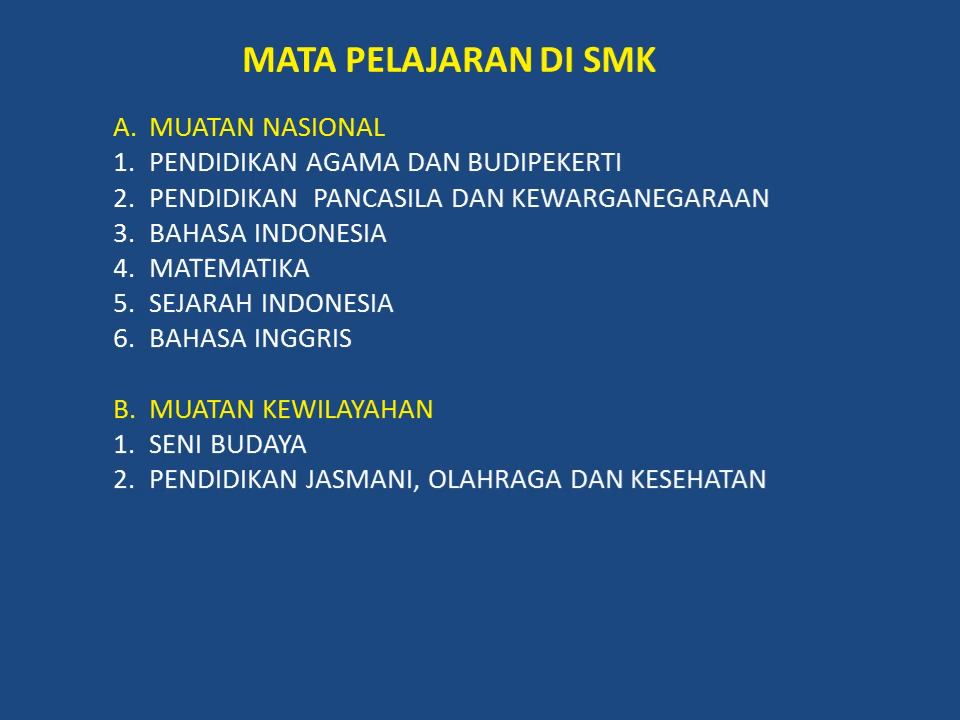 MATA PELAJARAN DI SMK
A. MUATAN NASIONAL
1. PENDIDIKAN AGAMA DAN BUDIPEKERTI
2. PENDIDIKAN PANCASILA DAN KEWARGANEGARAAN
3. BAHASA INDONESIA
4. MATEMATIKA
5. SEJARAH INDONESIA
6. BAHASA INGGRIS
B. MUATAN KEWILAYAHAN
1. SENI BUDAYA
2. PENDIDIKAN JASMANI, OLAHRAGA DAN KESEHATAN